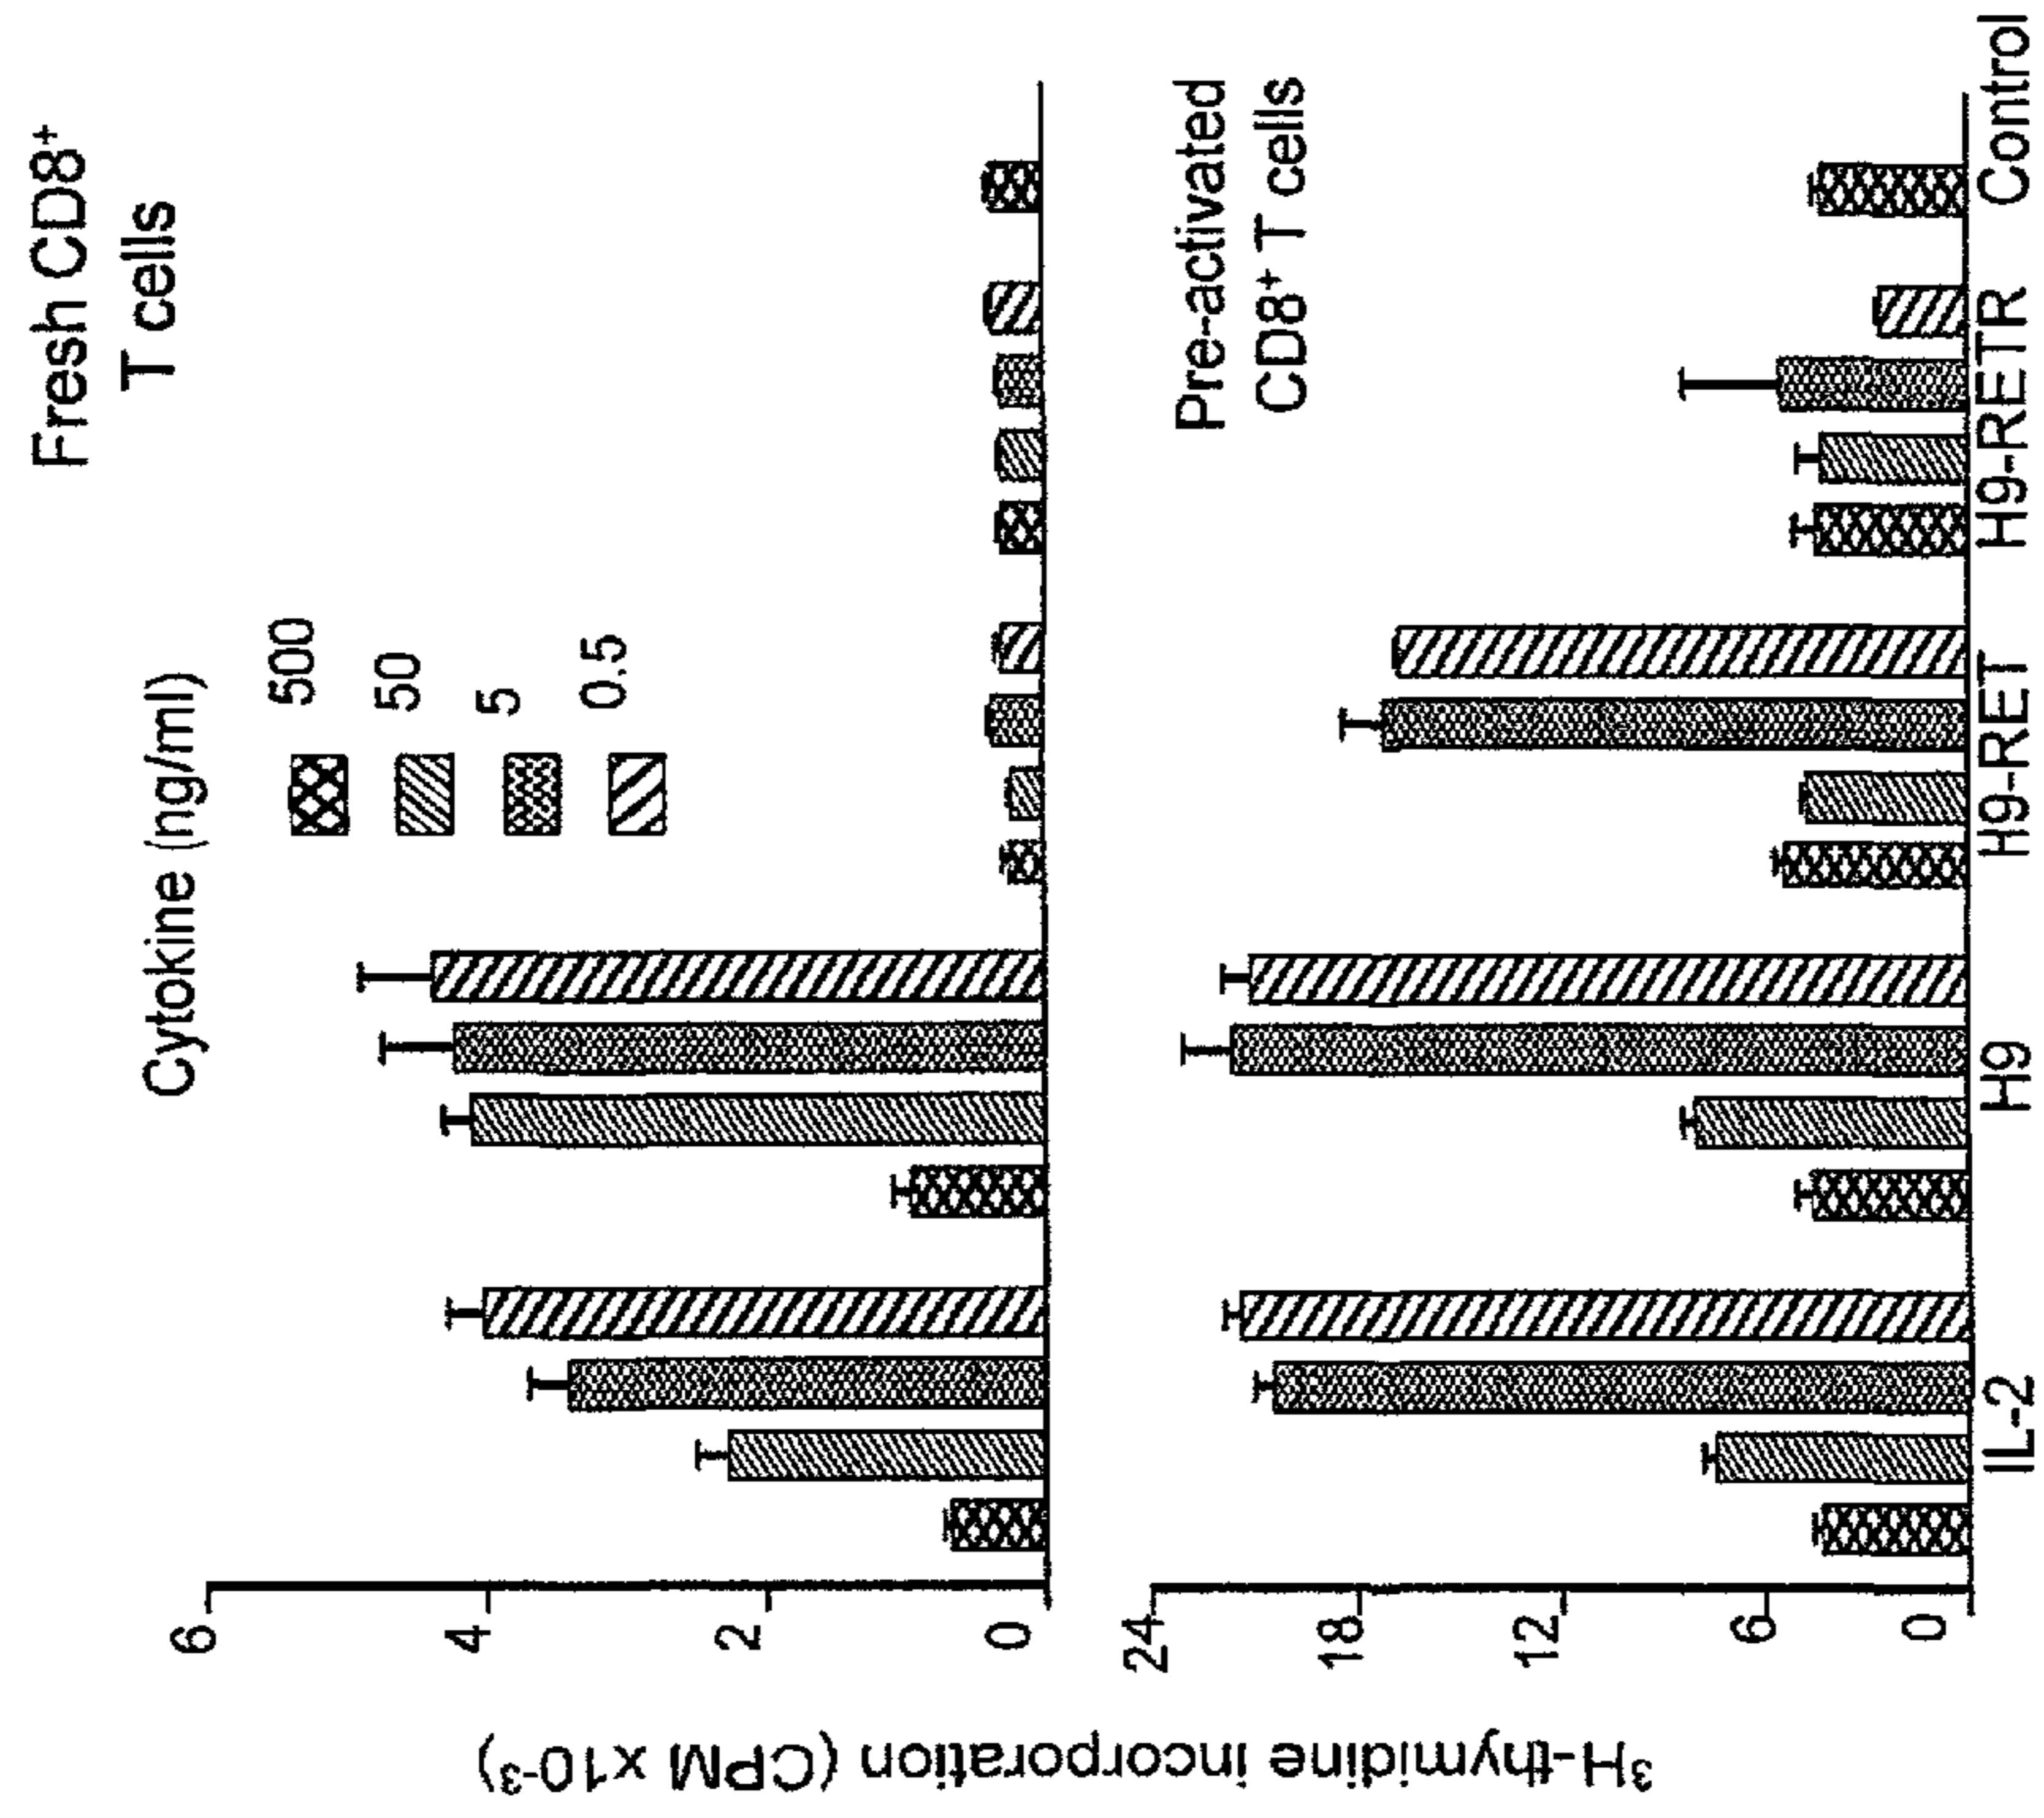 Fresh CD8⁺
T cells
Cytokine (ng/ml)
500
50
5
0.5
6
4
2
0
Pre-activated
CD8⁺ T cells
24
18
12
6
0
IL-2
H9
H9-RET
H9-RETR
Control
³H-thymidine incorporation (CPM x10⁻³)